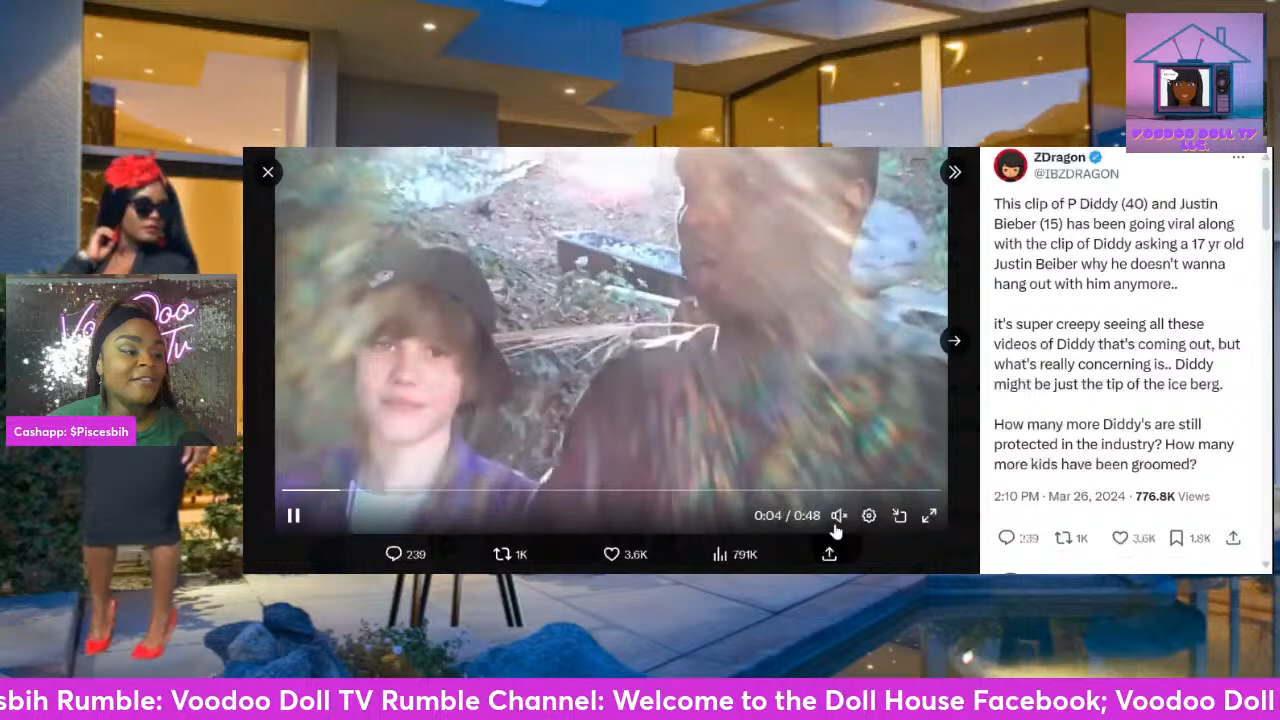 VOODOO DOLL TV
LLC.
ZDragon
@IBZDRAGON
This clip of P Diddy (40) and Justin
Bieber (15) has been going viral along
with the clip of Diddy asking a 17 yr old
Justin Beiber why he doesn't wanna
hang out with him anymore..
it's super creepy seeing all these
videos of Diddy that's coming out, but
what's really concerning is.. Diddy
might be just the tip of the ice berg.
How many more Diddy's are still
protected in the industry? How many
more kids have been groomed?
2:10 PM · Mar 26, 2024 · 776.8K Views
239 1K 3.6K 1.8K
0:04 / 0:48
239 1K 3.6K 791K
VooDoo
Tv
Cashapp: $Piscesbih
sbih Rumble: Voodoo Doll TV Rumble Channel: Welcome to the Doll House Facebook; Voodoo Doll